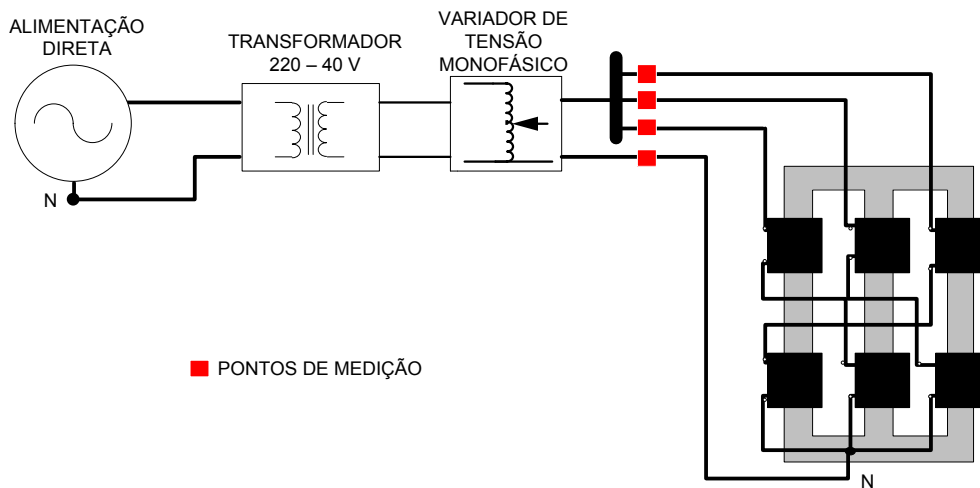 ALIMENTAÇÃO
DIRETA
TRANSFORMADOR
220 – 40 V
VARIADOR DE
TENSÃO
MONOFÁSICO
N
PONTOS DE MEDIÇÃO
N